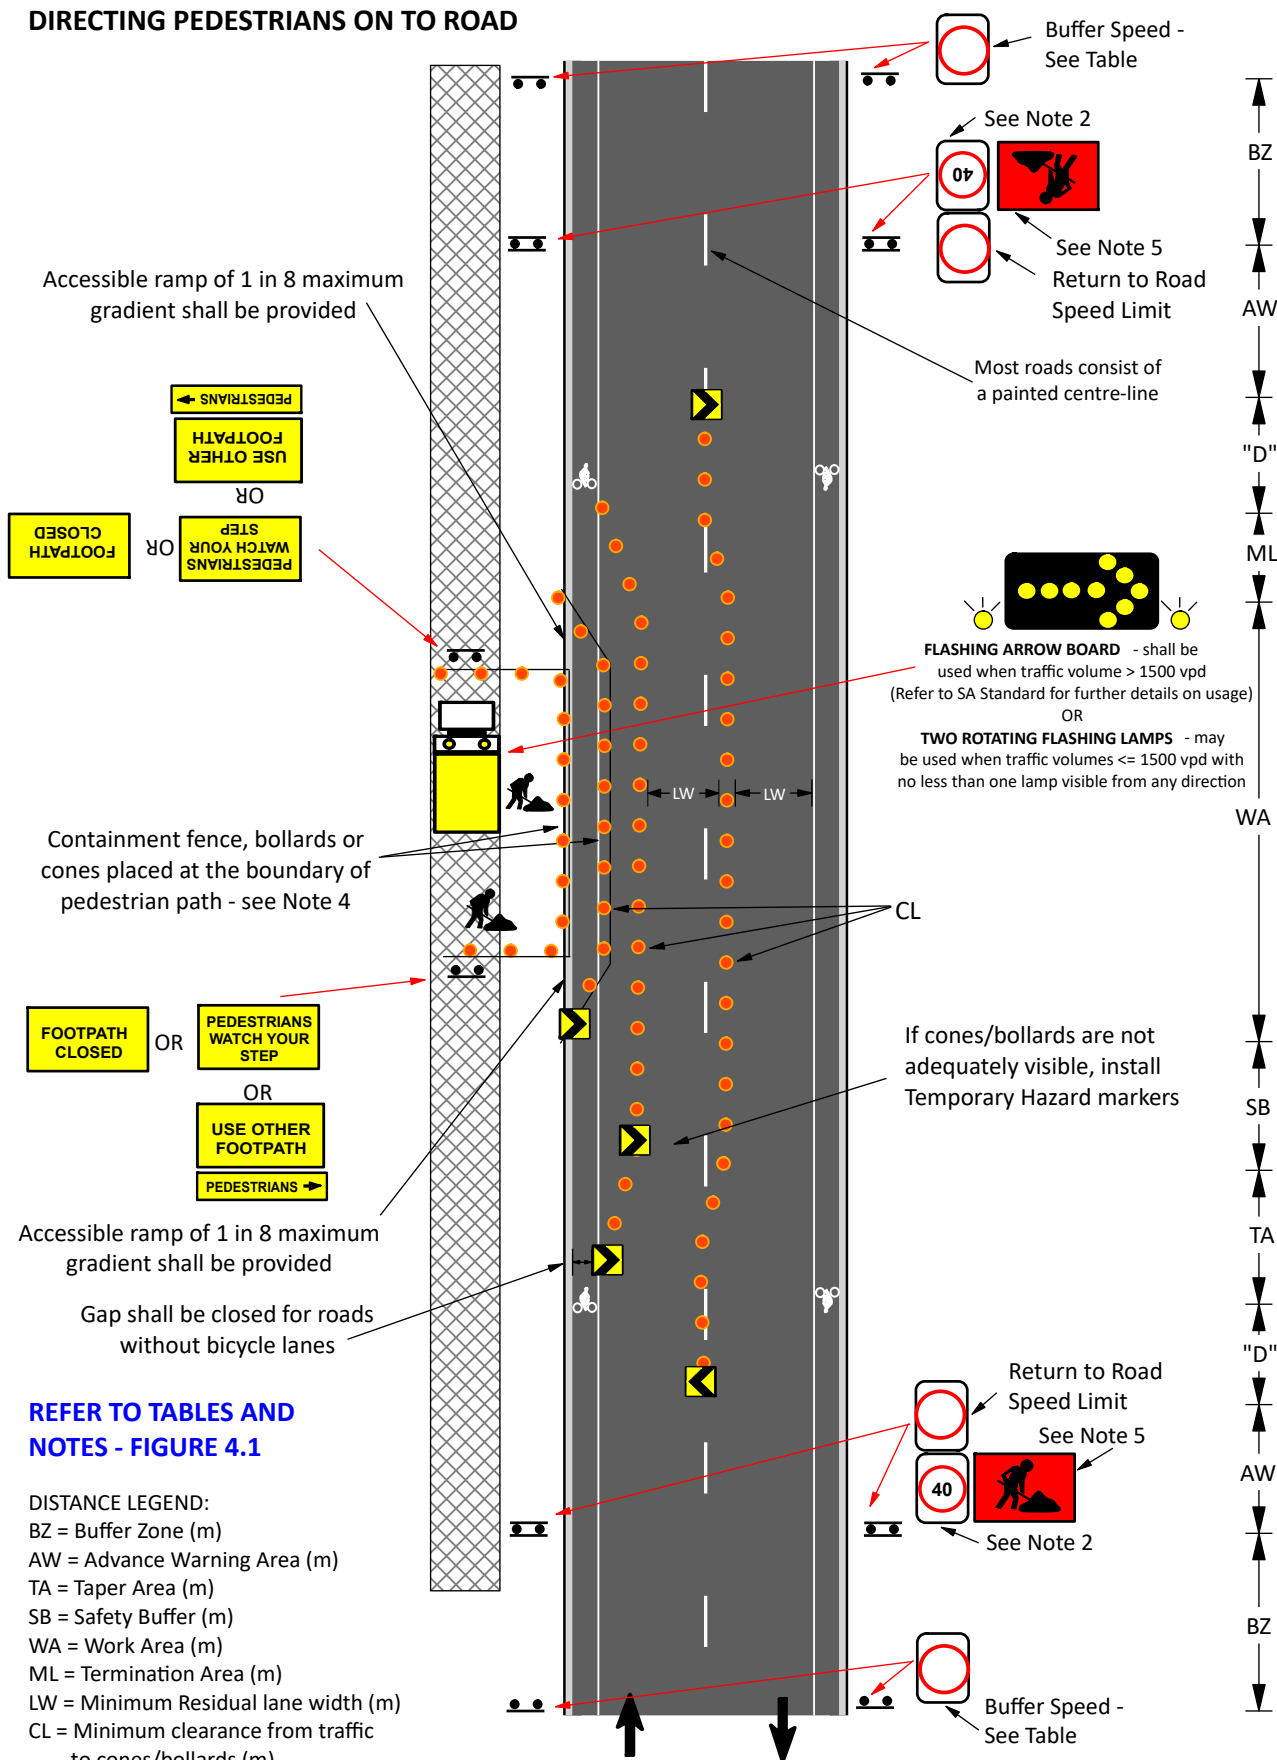 DIRECTING PEDESTRIANS ON TO ROAD
Buffer Speed -
See Table
See Note 2
BZ
40
See Note 5
Return to Road
Speed Limit
AW
Accessible ramp of 1 in 8 maximum
gradient shall be provided
Most roads consist of
a painted centre-line
PEDESTRIANS
USE OTHER
FOOTPATH
OR
"D"
PEDESTRIANS
WATCH YOUR
STEP
OR
FOOTPATH
CLOSED
ML
FLASHING ARROW BOARD - shall be
used when traffic volume > 1500 vpd
(Refer to SA Standard for further details on usage)
OR
TWO ROTATING FLASHING LAMPS - may
be used when traffic volumes <= 1500 vpd with
no less than one lamp visible from any direction
LW
LW
WA
Containment fence, bollards or
cones placed at the boundary of
pedestrian path - see Note 4
CL
FOOTPATH
CLOSED
OR
PEDESTRIANS
WATCH YOUR
STEP
OR
USE OTHER
FOOTPATH
PEDESTRIANS
If cones/bollards are not
adequately visible, install
Temporary Hazard markers
SB
Accessible ramp of 1 in 8 maximum
gradient shall be provided
TA
Gap shall be closed for roads
without bicycle lanes
"D"
Return to Road
Speed Limit
See Note 5
40
See Note 2
AW
REFER TO TABLES AND
NOTES - FIGURE 4.1
DISTANCE LEGEND:
BZ = Buffer Zone (m)
AW = Advance Warning Area (m)
TA = Taper Area (m)
SB = Safety Buffer (m)
WA = Work Area (m)
ML = Termination Area (m)
LW = Minimum Residual lane width (m)
CL = Minimum clearance from traffic
to cones/bollards (m)
BZ
Buffer Speed -
See Table